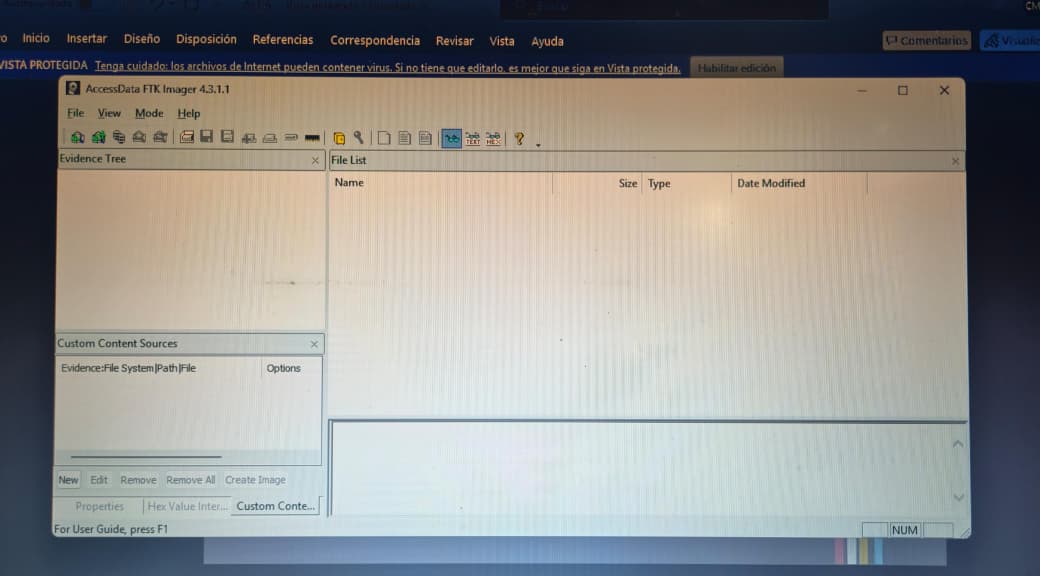 Inicio Insertar Diseño Disposición Referencias Correspondencia Revisar Vista Ayuda Comentarios
VISTA PROTEGIDA Tenga cuidado: los archivos de Internet pueden contener virus. Si no tiene que editarlo, es mejor que siga en Vista protegida. Habilitar edición
AccessData FTK Imager 4.3.1.1
File View Mode Help
TEXT HEX
Evidence Tree
File List
Name Size Type Date Modified
Custom Content Sources
Evidence:File System|Path|File Options
New Edit Remove Remove All Create Image
Properties Hex Value Inter... Custom Conte...
For User Guide, press F1 NUM